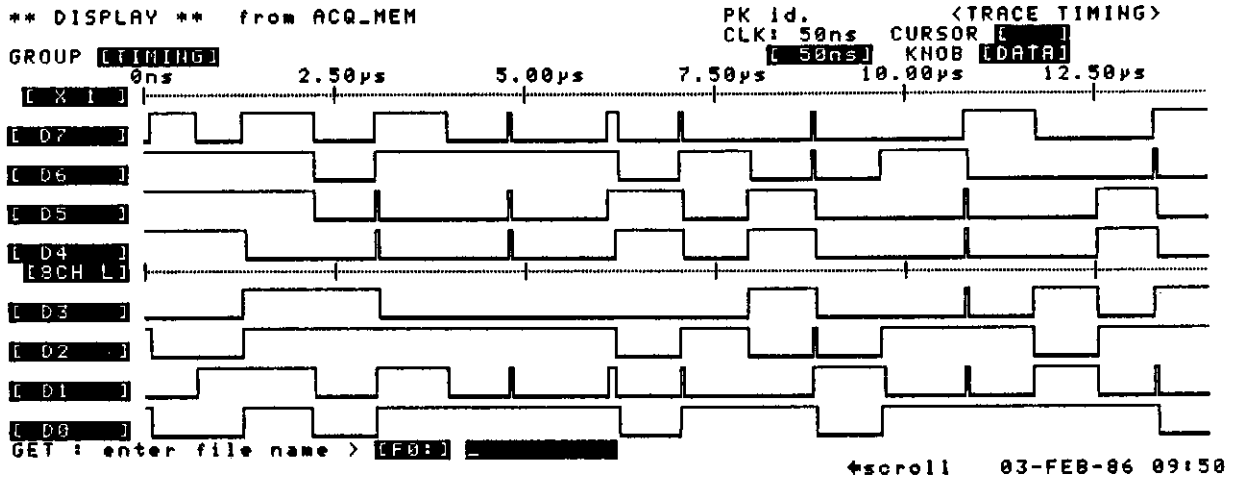 ** DISPLAY ** from ACQ_MEM PK id. <TRACE TIMING>
CLK: 50ns CURSOR [ ]
GROUP [TIMING] [ 50ns] KNOB [DATA]
0ns 2.50µs 5.00µs 7.50µs 10.00µs 12.50µs
[ X 1 ]
[ D7 ]
[ D6 ]
[ D5 ]
[ D4 ]
[8CH L]
[ D3 ]
[ D2 ]
[ D1 ]
[ D0 ]
GET : enter file name > [F0:] _
←scroll 03-FEB-86 09:50